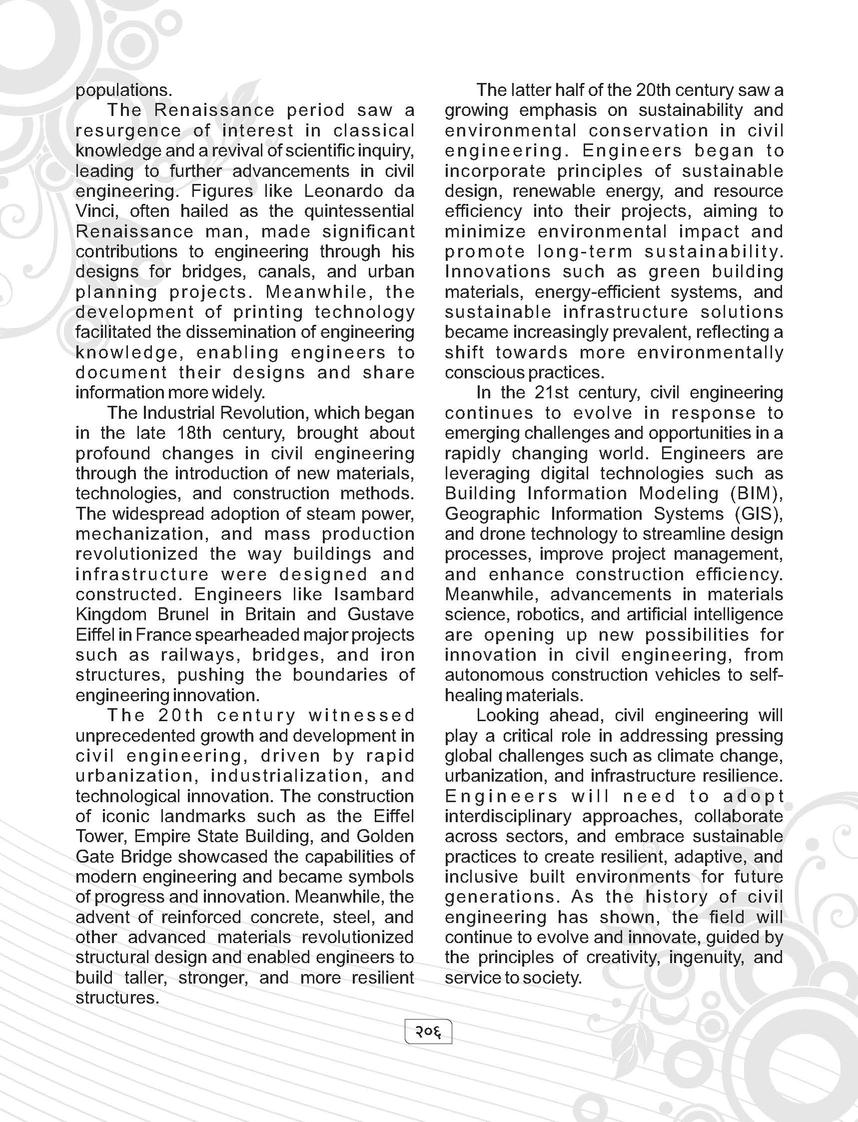 populations.
The Renaissance period saw a
resurgence of interest in classical
knowledge and a revival of scientific inquiry,
leading to further advancements in civil
engineering. Figures like Leonardo da
Vinci, often hailed as the quintessential
Renaissance man, made significant
contributions to engineering through his
designs for bridges, canals, and urban
planning projects. Meanwhile, the
development of printing technology
facilitated the dissemination of engineering
knowledge, enabling engineers to
document their designs and share
information more widely.
The Industrial Revolution, which began
in the late 18th century, brought about
profound changes in civil engineering
through the introduction of new materials,
technologies, and construction methods.
The widespread adoption of steam power,
mechanization, and mass production
revolutionized the way buildings and
infrastructure were designed and
constructed. Engineers like Isambard
Kingdom Brunel in Britain and Gustave
Eiffel in France spearheaded major projects
such as railways, bridges, and iron
structures, pushing the boundaries of
engineering innovation.
The 20th century witnessed
unprecedented growth and development in
civil engineering, driven by rapid
urbanization, industrialization, and
technological innovation. The construction
of iconic landmarks such as the Eiffel
Tower, Empire State Building, and Golden
Gate Bridge showcased the capabilities of
modern engineering and became symbols
of progress and innovation. Meanwhile, the
advent of reinforced concrete, steel, and
other advanced materials revolutionized
structural design and enabled engineers to
build taller, stronger, and more resilient
structures.
The latter half of the 20th century saw a
growing emphasis on sustainability and
environmental conservation in civil
engineering. Engineers began to
incorporate principles of sustainable
design, renewable energy, and resource
efficiency into their projects, aiming to
minimize environmental impact and
promote long-term sustainability.
Innovations such as green building
materials, energy-efficient systems, and
sustainable infrastructure solutions
became increasingly prevalent, reflecting a
shift towards more environmentally
conscious practices.
In the 21st century, civil engineering
continues to evolve in response to
emerging challenges and opportunities in a
rapidly changing world. Engineers are
leveraging digital technologies such as
Building Information Modeling (BIM),
Geographic Information Systems (GIS),
and drone technology to streamline design
processes, improve project management,
and enhance construction efficiency.
Meanwhile, advancements in materials
science, robotics, and artificial intelligence
are opening up new possibilities for
innovation in civil engineering, from
autonomous construction vehicles to self-
healing materials.
Looking ahead, civil engineering will
play a critical role in addressing pressing
global challenges such as climate change,
urbanization, and infrastructure resilience.
Engineers will need to adopt
interdisciplinary approaches, collaborate
across sectors, and embrace sustainable
practices to create resilient, adaptive, and
inclusive built environments for future
generations. As the history of civil
engineering has shown, the field will
continue to evolve and innovate, guided by
the principles of creativity, ingenuity, and
service to society.
२०६